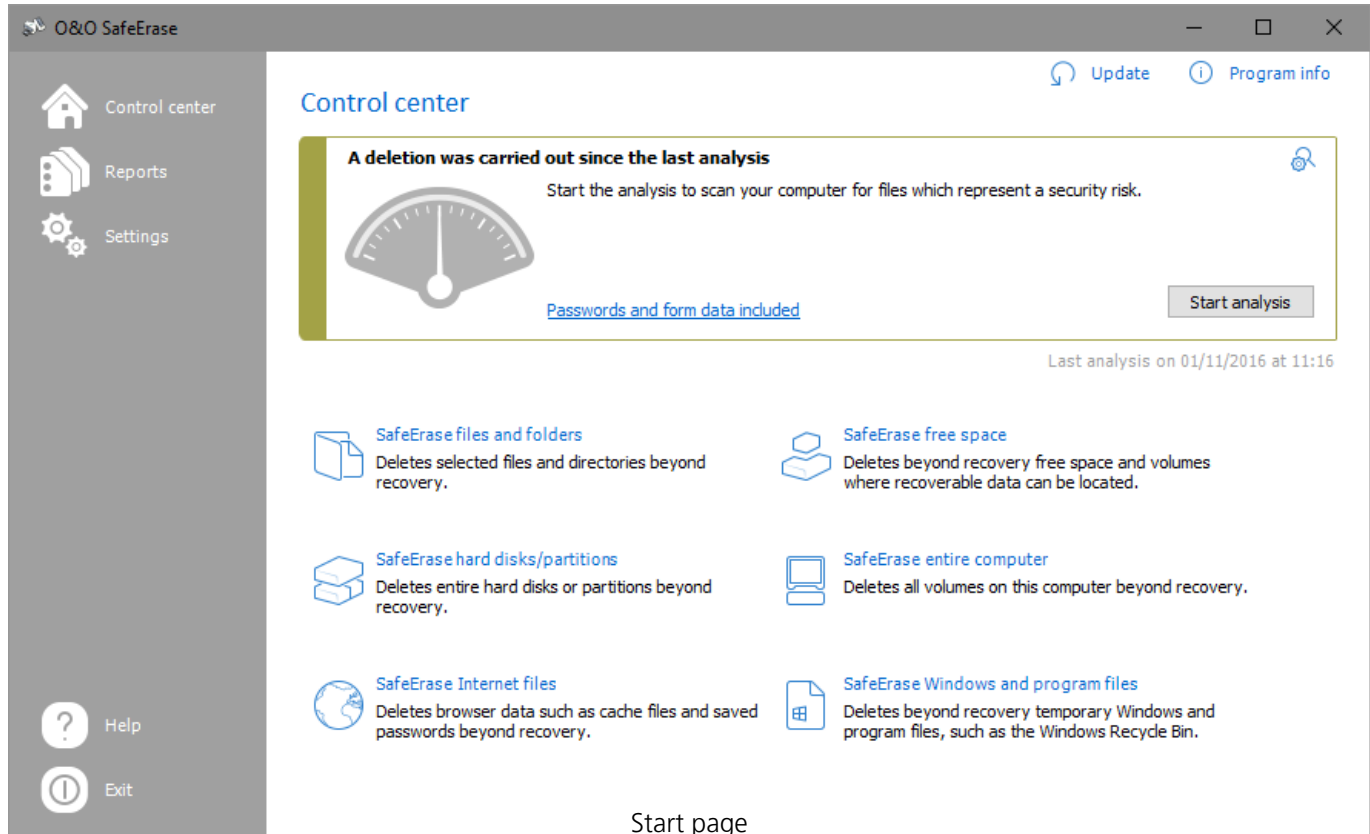 O&O SafeErase
Control center
Reports
Settings
Help
Exit
Update
Program info
Control center
A deletion was carried out since the last analysis
Start the analysis to scan your computer for files which represent a security risk.
Passwords and form data included
Start analysis
Last analysis on 01/11/2016 at 11:16
SafeErase files and folders
Deletes selected files and directories beyond
recovery.
SafeErase free space
Deletes beyond recovery free space and volumes
where recoverable data can be located.
SafeErase hard disks/partitions
Deletes entire hard disks or partitions beyond
recovery.
SafeErase entire computer
Deletes all volumes on this computer beyond recovery.
SafeErase Internet files
Deletes browser data such as cache files and saved
passwords beyond recovery.
SafeErase Windows and program files
Deletes beyond recovery temporary Windows and
program files, such as the Windows Recycle Bin.
Start page